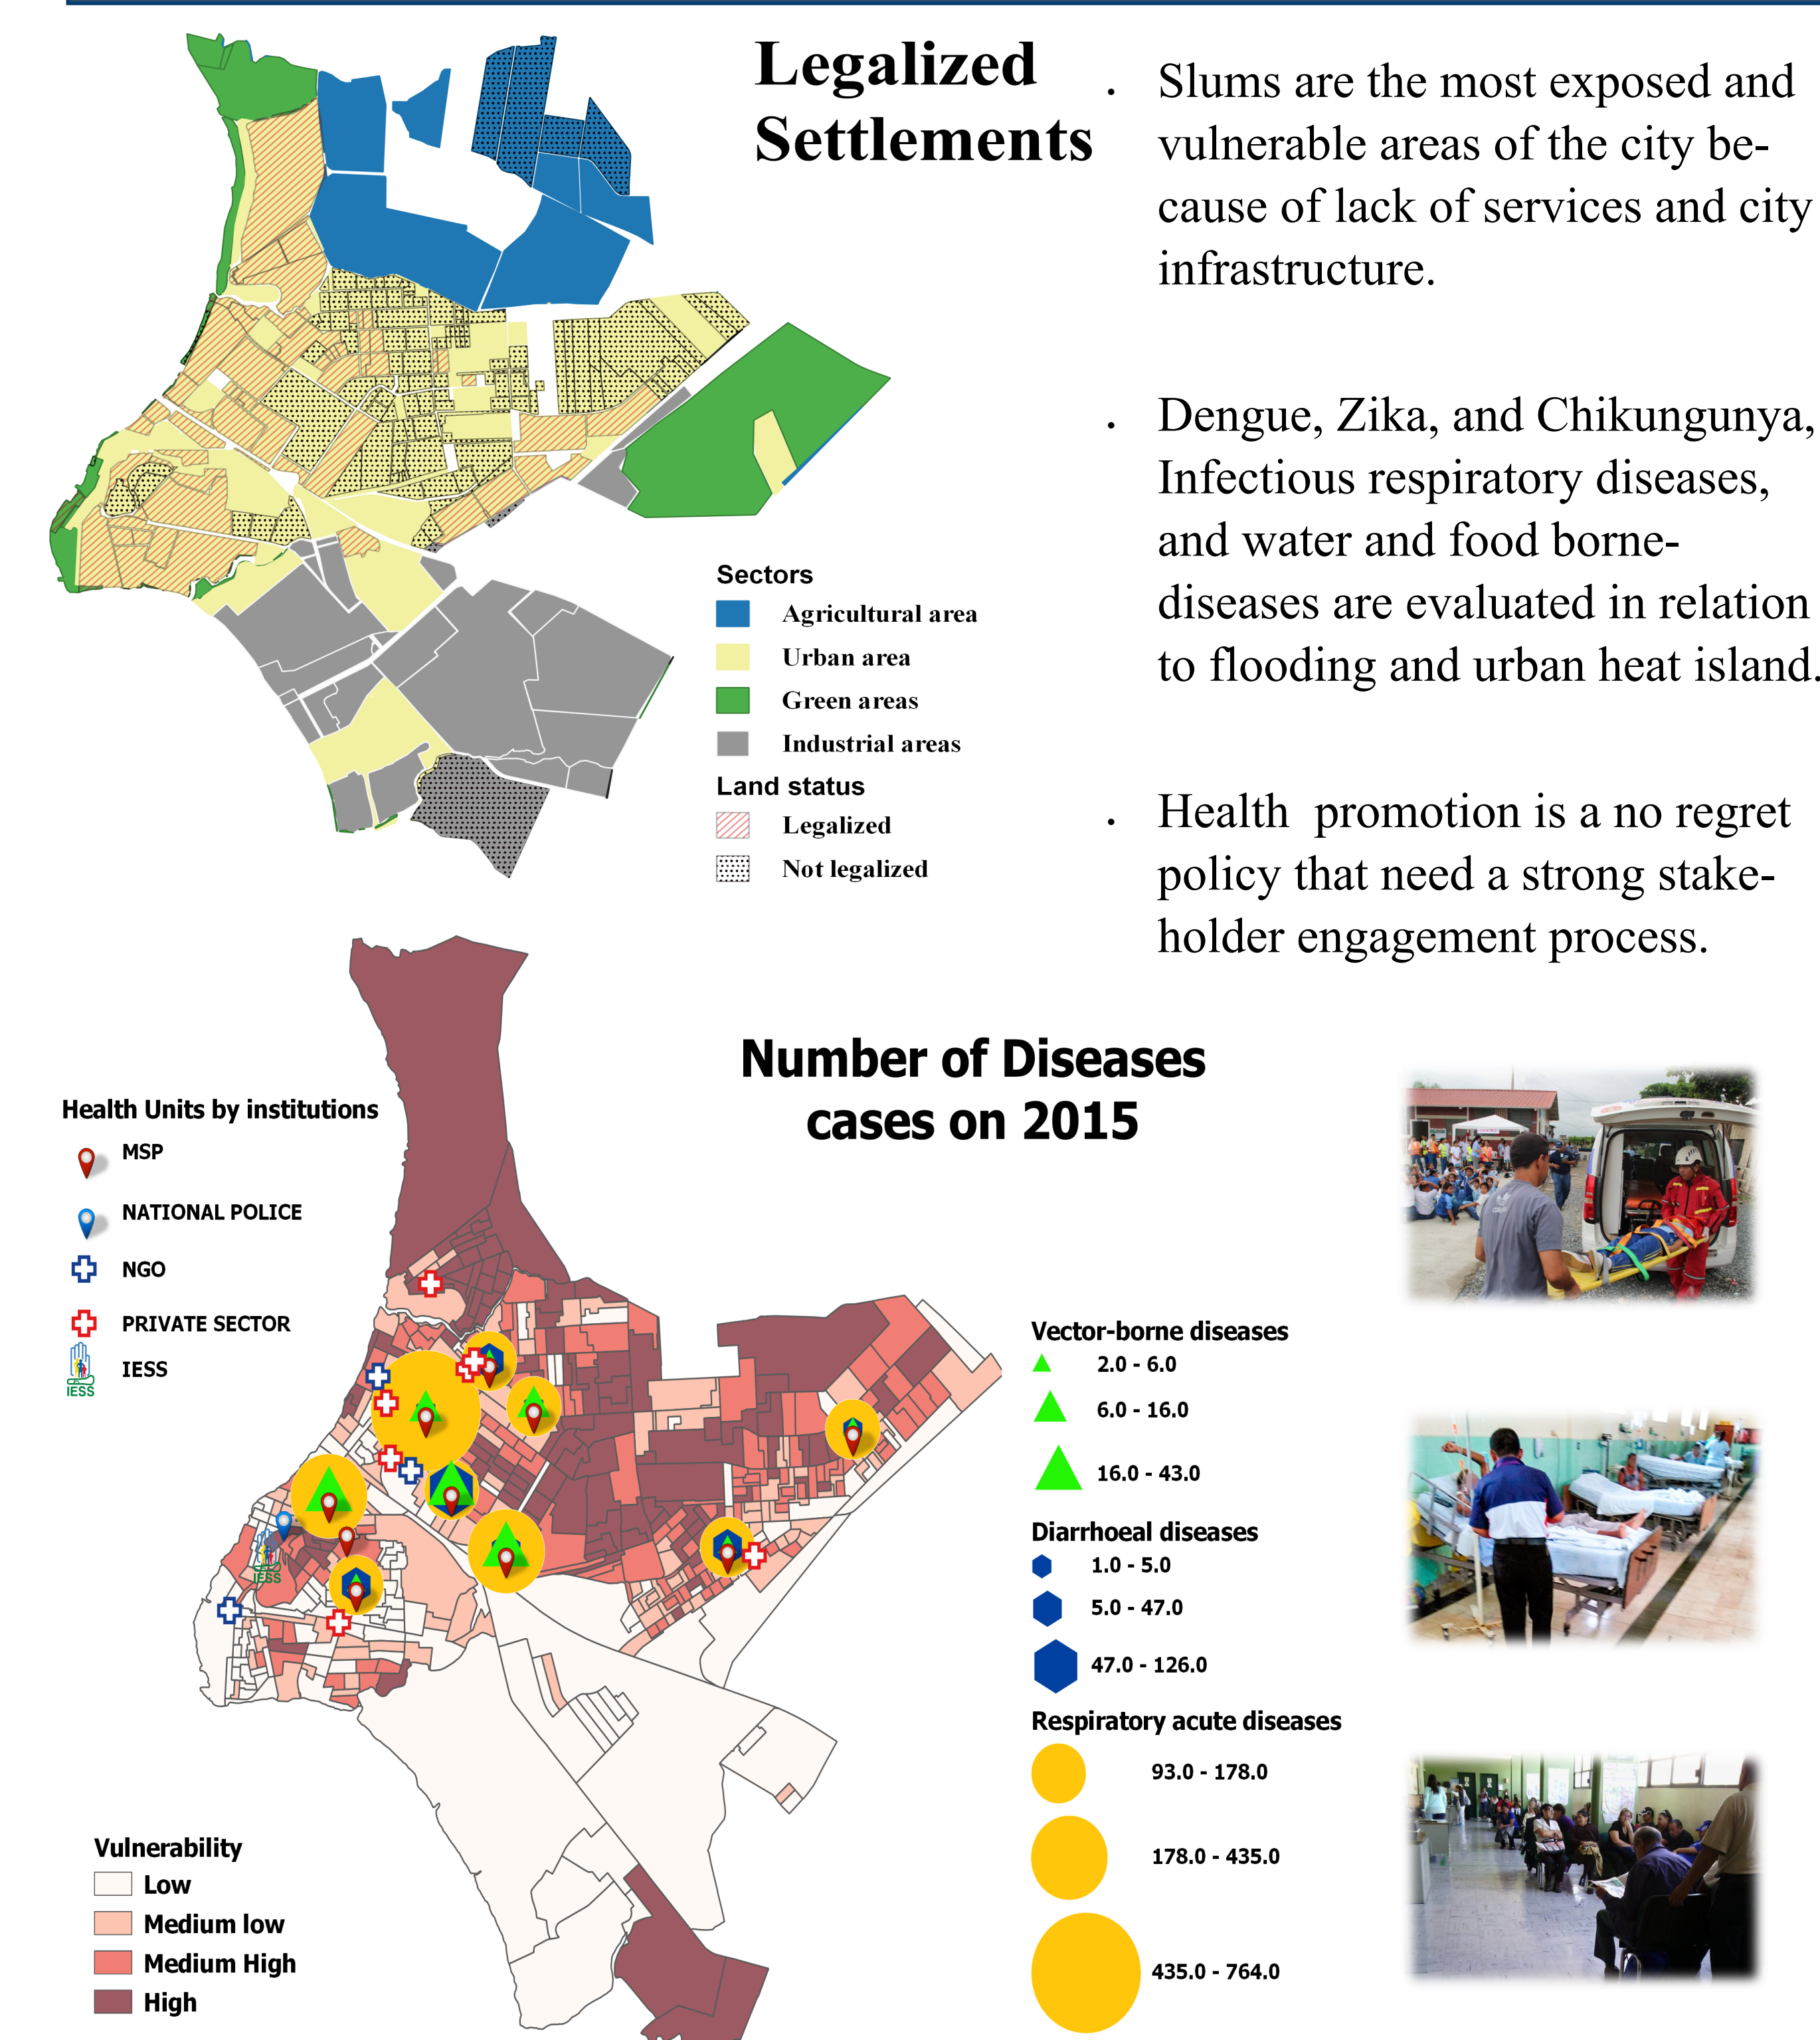 Legalized
Settlements
• Slums are the most exposed and
vulnerable areas of the city be-
cause of lack of services and city
infrastructure.
• Dengue, Zika, and Chikungunya,
Infectious respiratory diseases,
and water and food borne-
diseases are evaluated in relation
to flooding and urban heat island.
• Health  promotion is a no regret
policy that need a strong stake-
holder engagement process.
Sectors
Agricultural area
Urban area
Green areas
Industrial areas
Land status
Legalized
Not legalized
Number of Diseases
cases on 2015
Health Units by institutions
MSP
NATIONAL POLICE
NGO
PRIVATE SECTOR
IESS
IESS
IESS
Vector-borne diseases
2.0 - 6.0
6.0 - 16.0
16.0 - 43.0
Diarrhoeal diseases
1.0 - 5.0
5.0 - 47.0
47.0 - 126.0
Respiratory acute diseases
93.0 - 178.0
178.0 - 435.0
435.0 - 764.0
Vulnerability
Low
Medium low
Medium High
High